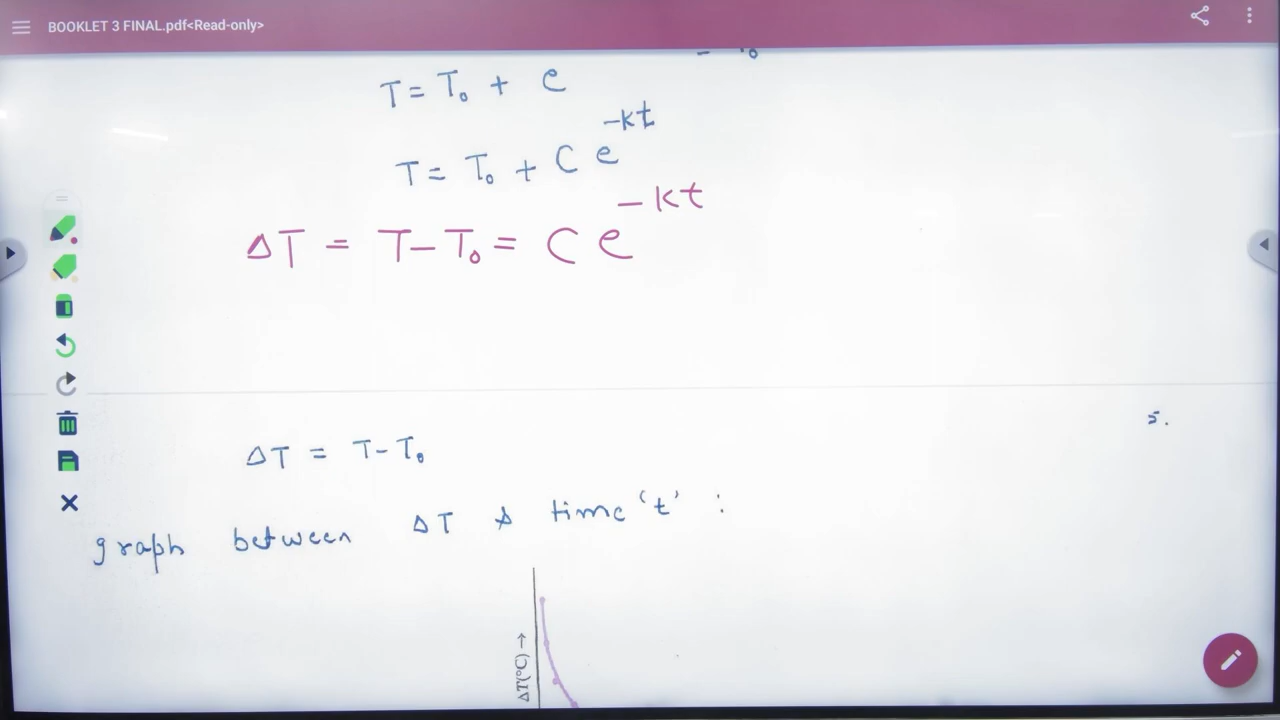 BOOKLET 3 FINAL.pdf<Read-only>
T = T₀ + e
T = T₀ + C e^{-kt}
ΔT = T - T₀ = C e^{-kt}
5.
ΔT = T - T₀
graph between ΔT & time 't' :
ΔT(°C) →